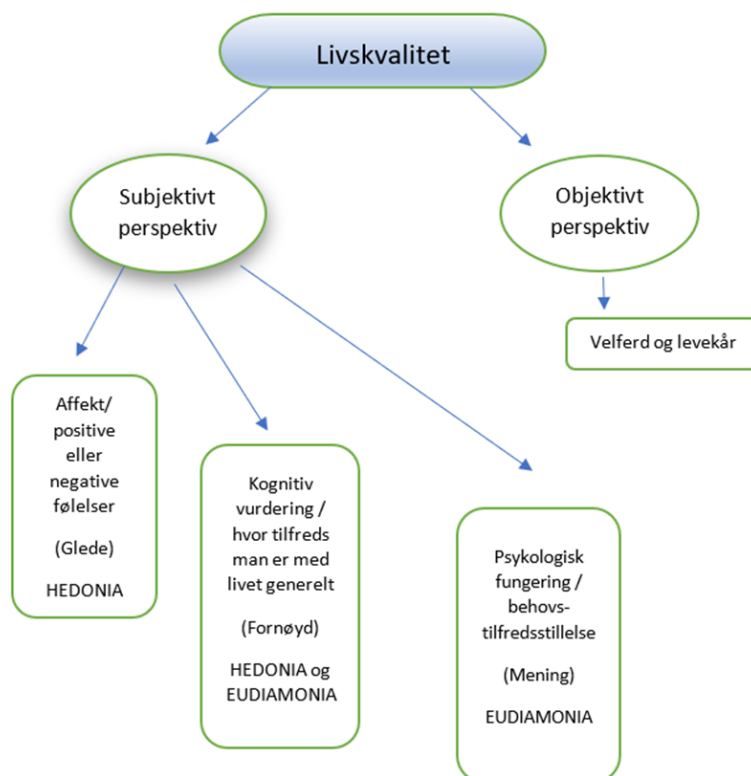 Livskvalitet
Subjektivt
perspektiv
Objektivt
perspektiv
Velferd og levekår
Affekt/
positive
eller
negative
følelser
(Glede)
HEDONIA
Kognitiv
vurdering /
hvor tilfreds
man er med
livet generelt
(Fornøyd)
HEDONIA og
EUDIAMONIA
Psykologisk
fungering /
behovs-
tilfredsstillelse
(Mening)
EUDIAMONIA